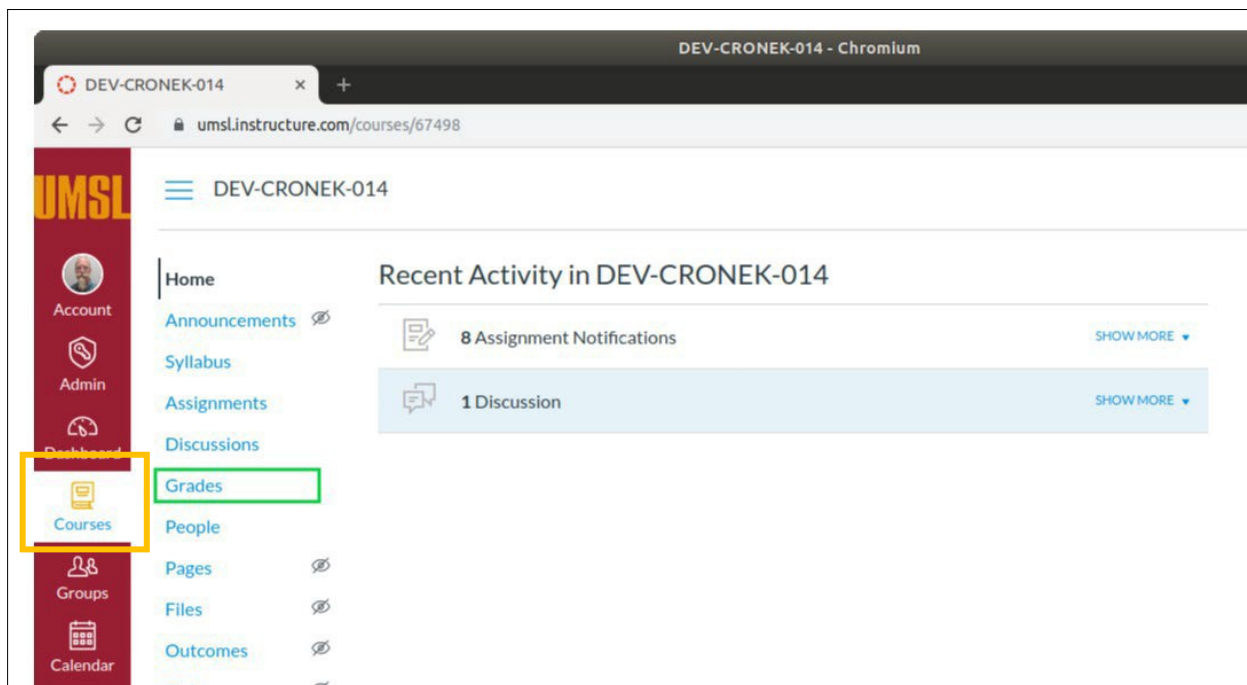 DEV-CRONEK-014 - Chromium
DEV-CRONEK-014
umsl.instructure.com/courses/67498
UMSL
DEV-CRONEK-014
Account
Admin
Dashboard
Courses
Groups
Calendar
Home
Announcements
Syllabus
Assignments
Discussions
Grades
People
Pages
Files
Outcomes
Recent Activity in DEV-CRONEK-014
8 Assignment Notifications SHOW MORE
1 Discussion SHOW MORE